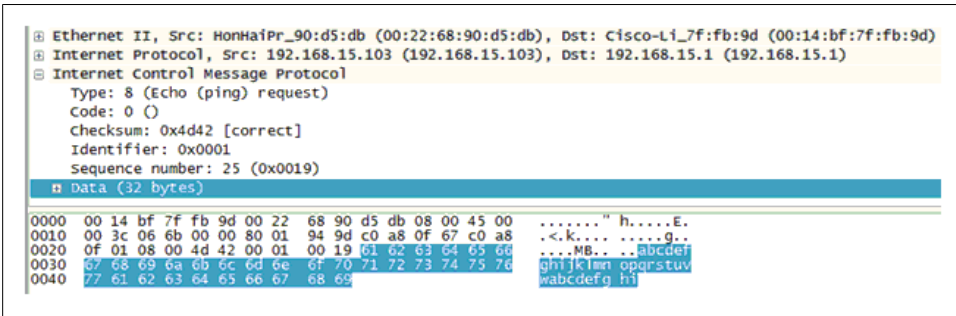 Ethernet II, Src: HonHaiPr_90:d5:db (00:22:68:90:d5:db), Dst: Cisco-Li_7f:fb:9d (00:14:bf:7f:fb:9d)
Internet Protocol, Src: 192.168.15.103 (192.168.15.103), Dst: 192.168.15.1 (192.168.15.1)
Internet Control Message Protocol
Type: 8 (Echo (ping) request)
Code: 0 ()
Checksum: 0x4d42 [correct]
Identifier: 0x0001
Sequence number: 25 (0x0019)
Data (32 bytes)
0000 00 14 bf 7f fb 9d 00 22 68 90 d5 db 08 00 45 00 ......." h.....E.
0010 00 3c 06 6b 00 00 80 01 94 9d c0 a8 0f 67 c0 a8 .<.k.... .....g..
0020 0f 01 08 00 4d 42 00 01 00 19 61 62 63 64 65 66 ....MB.. ..abcdef
0030 67 68 69 6a 6b 6c 6d 6e 6f 70 71 72 73 74 75 76 ghijklmn opqrstuv
0040 77 61 62 63 64 65 66 67 68 69 wabcdefg hi